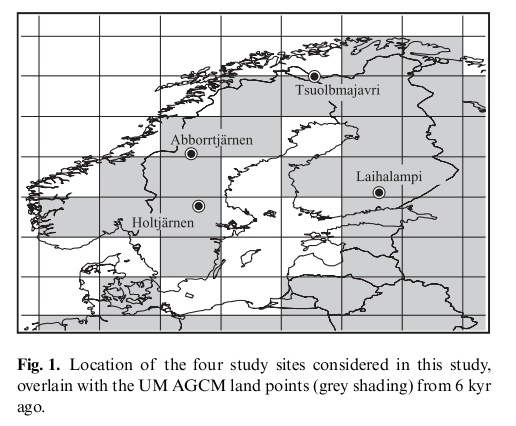 Tsuolbmajavri
Abborrtjärnen
Laihalampi
Holtjärnen
Fig. 1. Location of the four study sites considered in this study,
overlain with the UM AGCM land points (grey shading) from 6 kyr
ago.